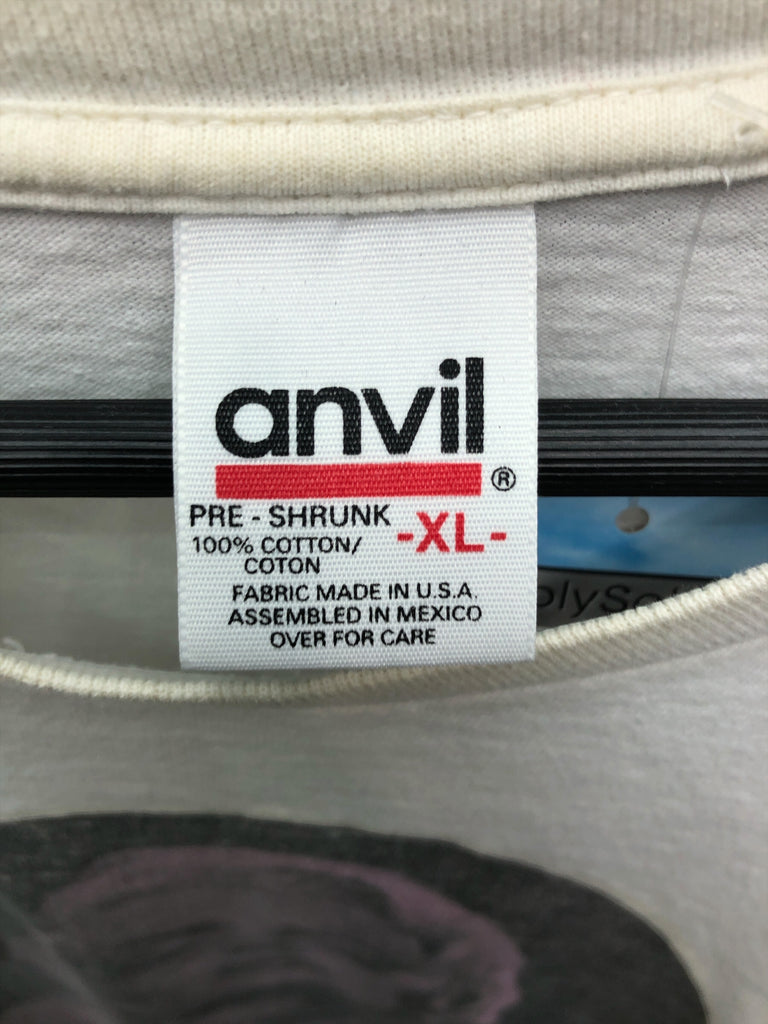 anvil®
PRE - SHRUNK -XL-
100% COTTON/
COTON
FABRIC MADE IN U.S.A.
ASSEMBLED IN MEXICO
OVER FOR CARE